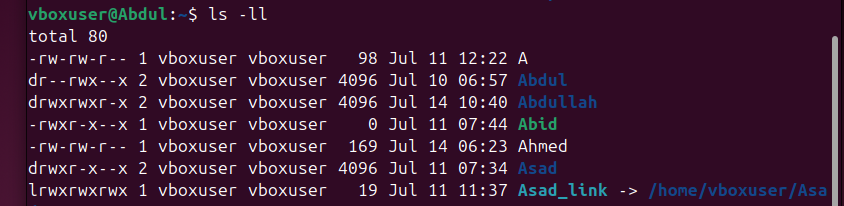 vboxuser@Abdul:~$ ls -ll
total 80
-rw-rw-r-- 1 vboxuser vboxuser   98 Jul 11 12:22 A
dr--rwx--x 2 vboxuser vboxuser 4096 Jul 10 06:57 Abdul
drwxrwxr-x 2 vboxuser vboxuser 4096 Jul 14 10:40 Abdullah
-rwxr-x--x 1 vboxuser vboxuser    0 Jul 11 07:44 Abid
-rw-rw-r-- 1 vboxuser vboxuser  169 Jul 14 06:23 Ahmed
drwxr-x--x 2 vboxuser vboxuser 4096 Jul 11 07:34 Asad
lrwxrwxrwx 1 vboxuser vboxuser   19 Jul 11 11:37 Asad_link -> /home/vboxuser/Asa